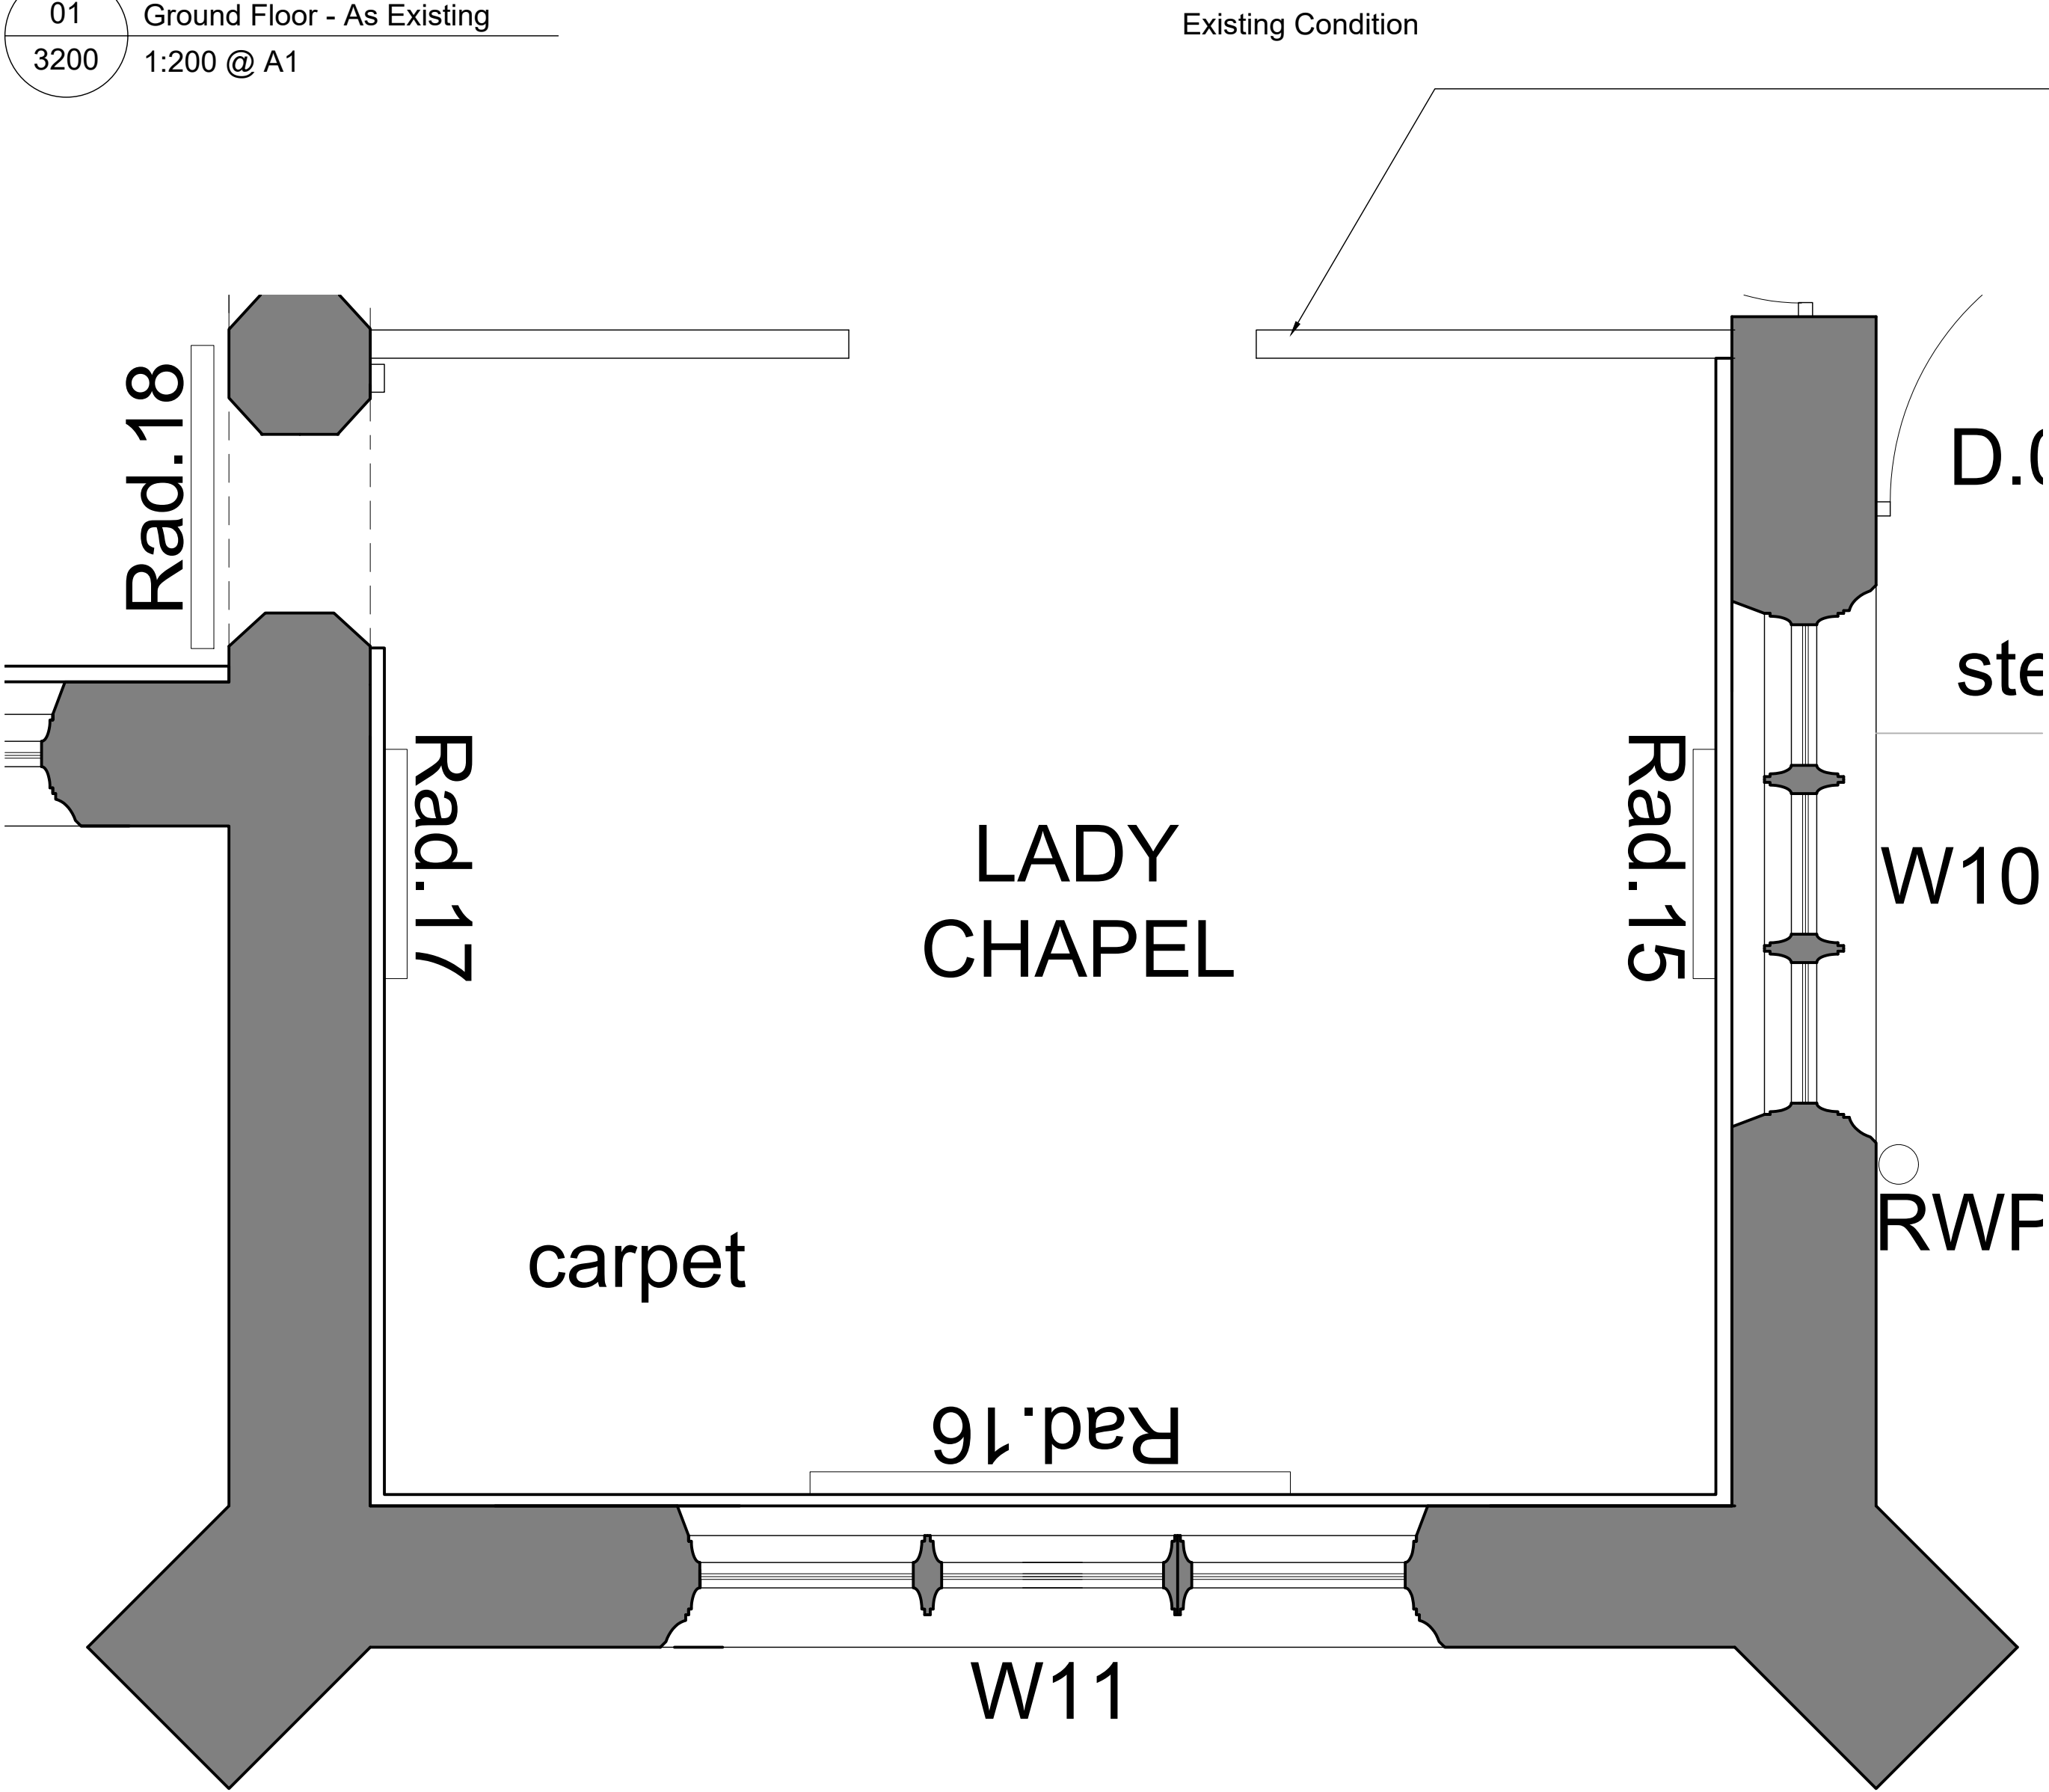 01
3200
Ground Floor - As Existing
1:200 @ A1
Existing Condition
Rad.18
Rad.17
LADY
CHAPEL
Rad.15
W10
RWP
carpet
Rad.16
W11